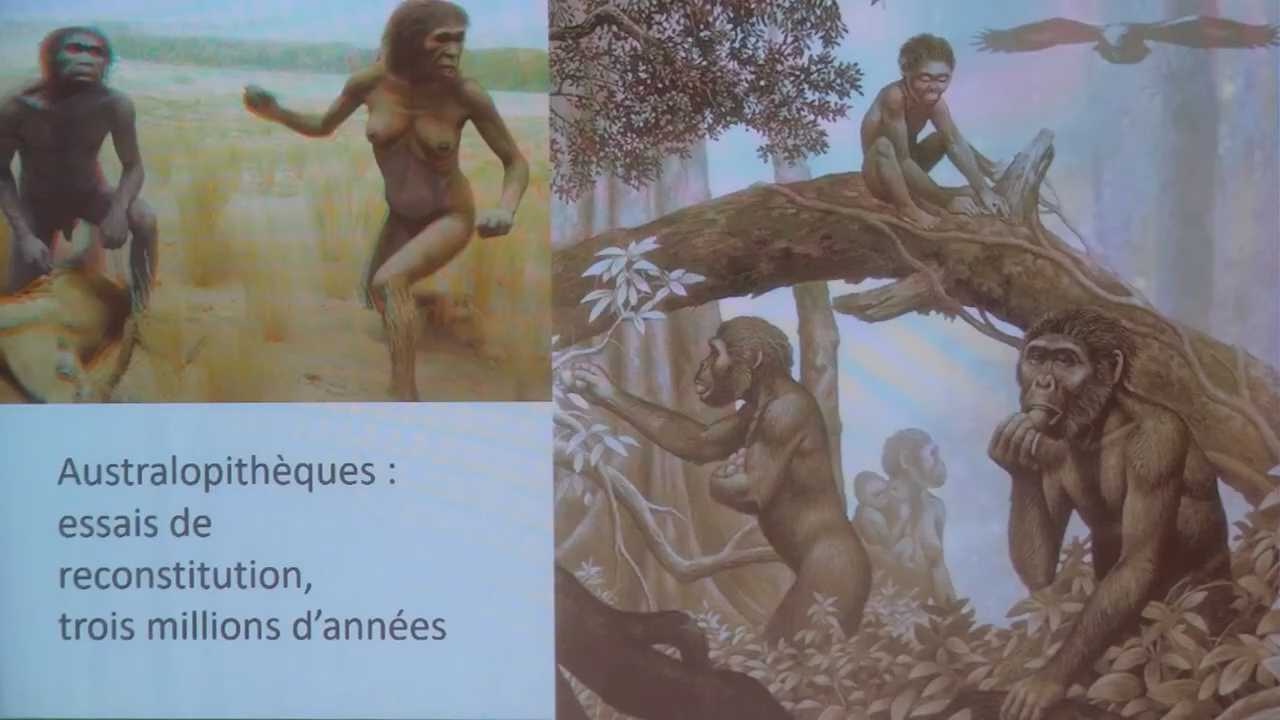 Australopithèques :
essais de
reconstitution,
trois millions d’années